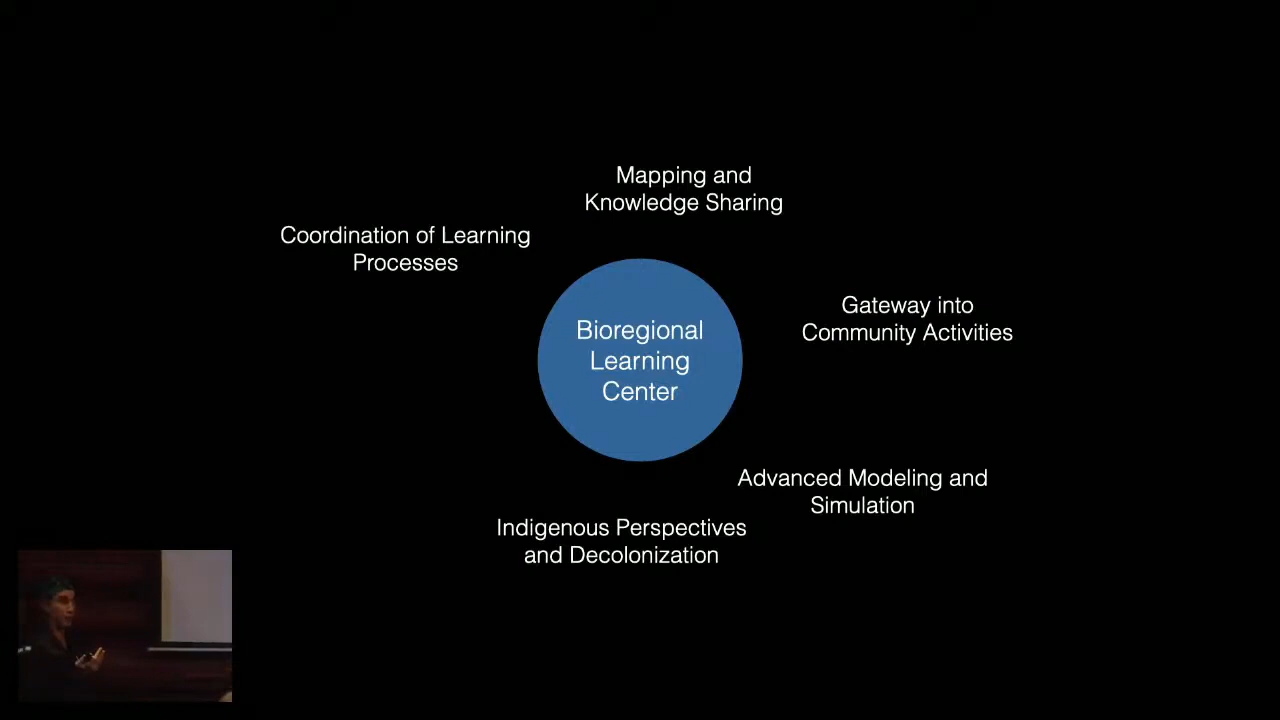 Mapping and
Knowledge Sharing
Coordination of Learning
Processes
Gateway into
Community Activities
Bioregional
Learning
Center
Advanced Modeling and
Simulation
Indigenous Perspectives
and Decolonization